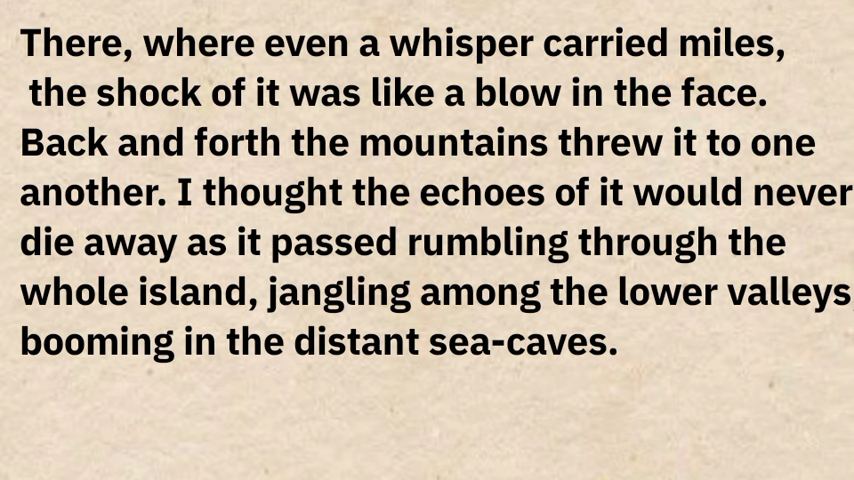 There, where even a whisper carried miles,
the shock of it was like a blow in the face.
Back and forth the mountains threw it to one
another. I thought the echoes of it would never
die away as it passed rumbling through the
whole island, jangling among the lower valleys
booming in the distant sea-caves.